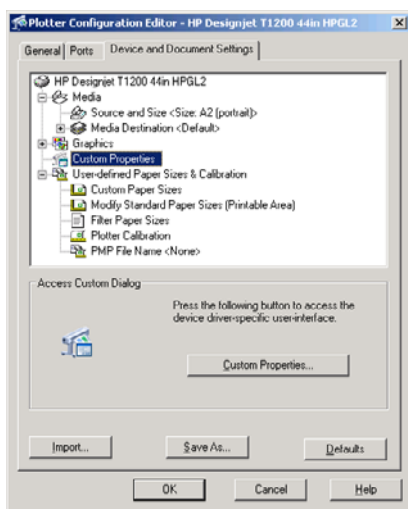 Plotter Configuration Editor - HP Designjet T1200 44in HPGL2
General Ports Device and Document Settings
HP Designjet T1200 44in HPGL2
Media
Source and Size <Size: A2 (portrait)>
Media Destination <Default>
Graphics
Custom Properties
User-defined Paper Sizes & Calibration
Custom Paper Sizes
Modify Standard Paper Sizes (Printable Area)
Filter Paper Sizes
Plotter Calibration
PMP File Name <None>
Access Custom Dialog
Press the following button to access the
device driver-specific user-interface.
Custom Properties...
Import... Save As... Defaults
OK Cancel Help